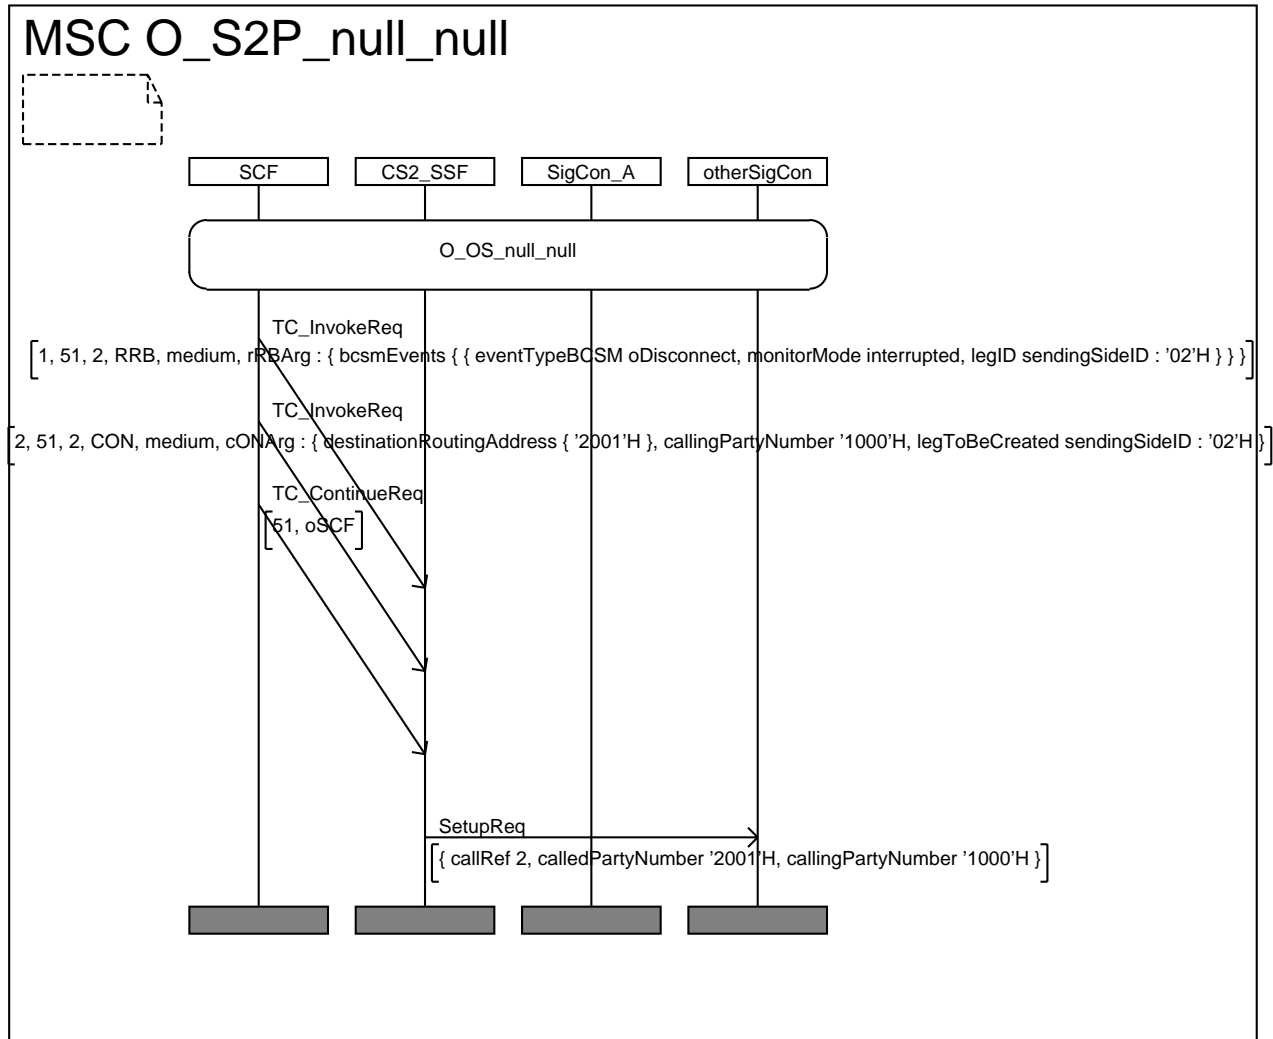 MSC O_S2P_null_null
SCF CS2_SSF SigCon_A otherSigCon
O_OS_null_null
TC_InvokeReq
1, 51, 2, RRB, medium, rRBArg : { bcsmEvents { { eventTypeBCSM oDisconnect, monitorMode interrupted, legID sendingSideID : '02'H } } }
TC_InvokeReq
2, 51, 2, CON, medium, cONArg : { destinationRoutingAddress { '2001'H }, callingPartyNumber '1000'H, legToBeCreated sendingSideID : '02'H }
TC_ContinueReq
51, oSCF
SetupReq
{ callRef 2, calledPartyNumber '2001'H, callingPartyNumber '1000'H }